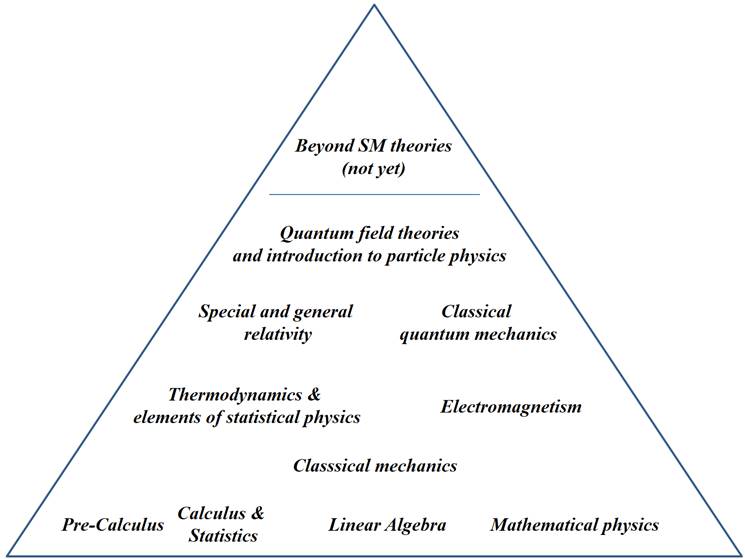 Beyond SM theories
(not yet)
Quantum field theories
and introduction to particle physics
Special and general
relativity
Classical
quantum mechanics
Thermodynamics &
elements of statistical physics
Electromagnetism
Classsical mechanics
Pre-Calculus
Calculus &
Statistics
Linear Algebra
Mathematical physics